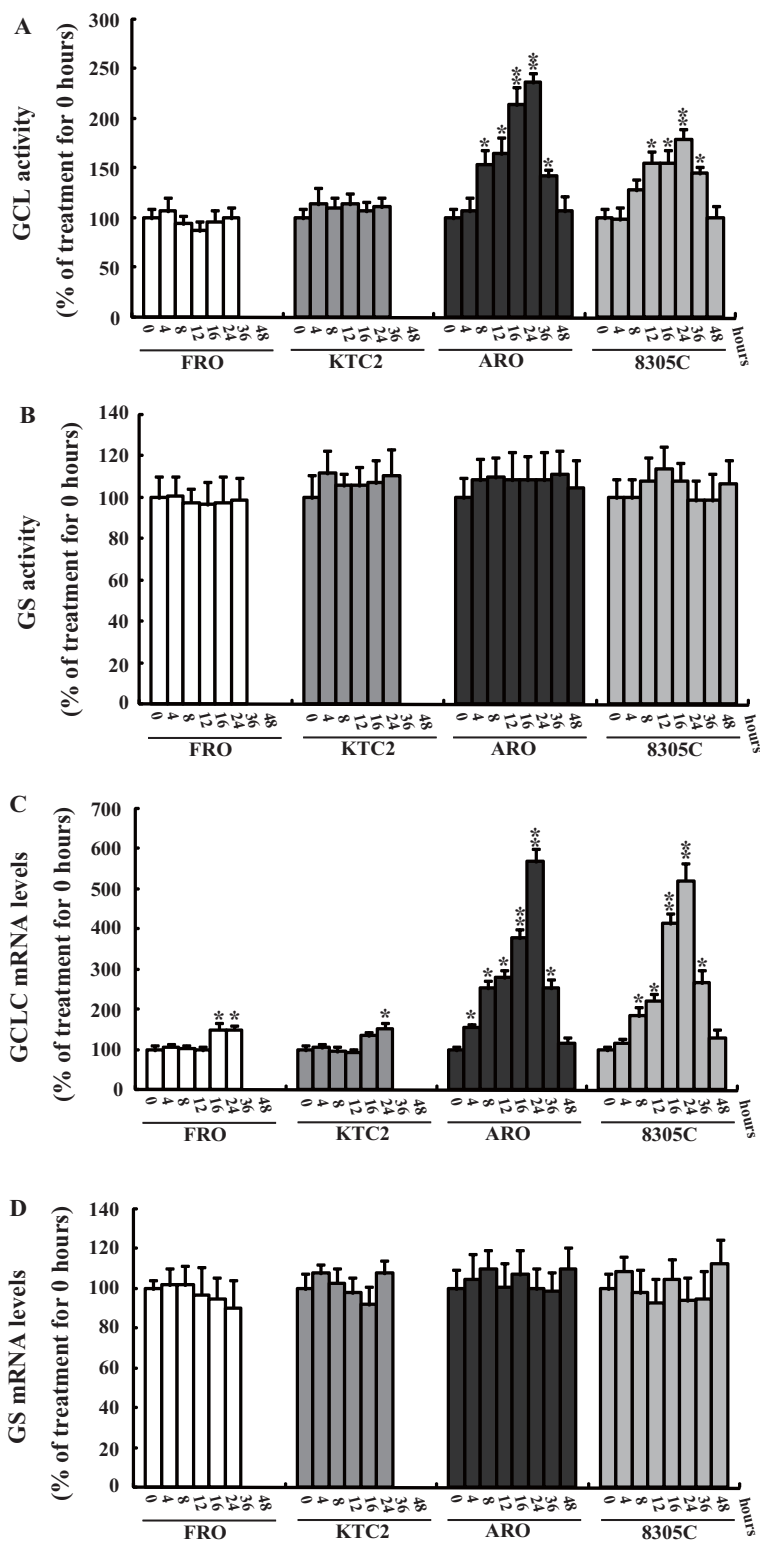 A
GCL activity
(% of treatment for 0 hours)
300
250
200
150
100
50
0
** ** * * * ** * * *
0 4 8 12 16 24 36 48 0 4 8 12 16 24 36 48 0 4 8 12 16 24 36 48 0 4 8 12 16 24 36 48 hours
FRO KTC2 ARO 8305C
B
GS activity
(% of treatment for 0 hours)
140
120
100
80
60
40
20
0
0 4 8 12 16 24 36 48 0 4 8 12 16 24 36 48 0 4 8 12 16 24 36 48 0 4 8 12 16 24 36 48 hours
FRO KTC2 ARO 8305C
C
GCLC mRNA levels
(% of treatment for 0 hours)
700
600
500
400
300
200
100
0
* * * * * * ** ** * * * ** ** *
0 4 8 12 16 24 36 48 0 4 8 12 16 24 36 48 0 4 8 12 16 24 36 48 0 4 8 12 16 24 36 48 hours
FRO KTC2 ARO 8305C
D
GS mRNA levels
(% of treatment for 0 hours)
140
120
100
80
60
40
20
0
0 4 8 12 16 24 36 48 0 4 8 12 16 24 36 48 0 4 8 12 16 24 36 48 0 4 8 12 16 24 36 48 hours
FRO KTC2 ARO 8305C